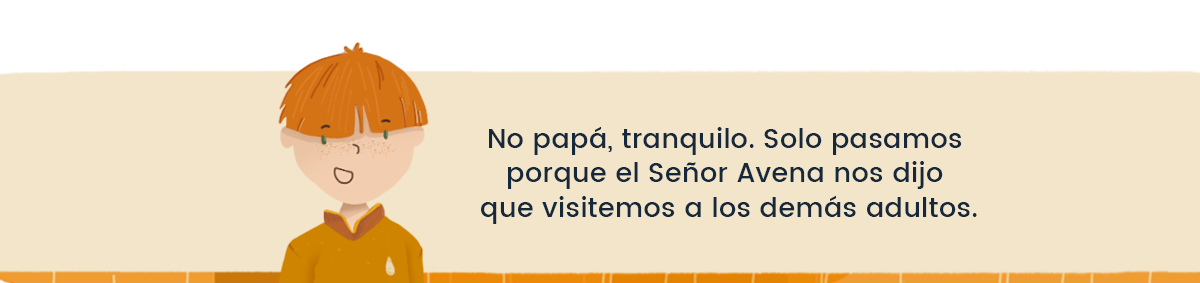 No papá, tranquilo. Solo pasamos
porque el Señor Avena nos dijo
que visitemos a los demás adultos.